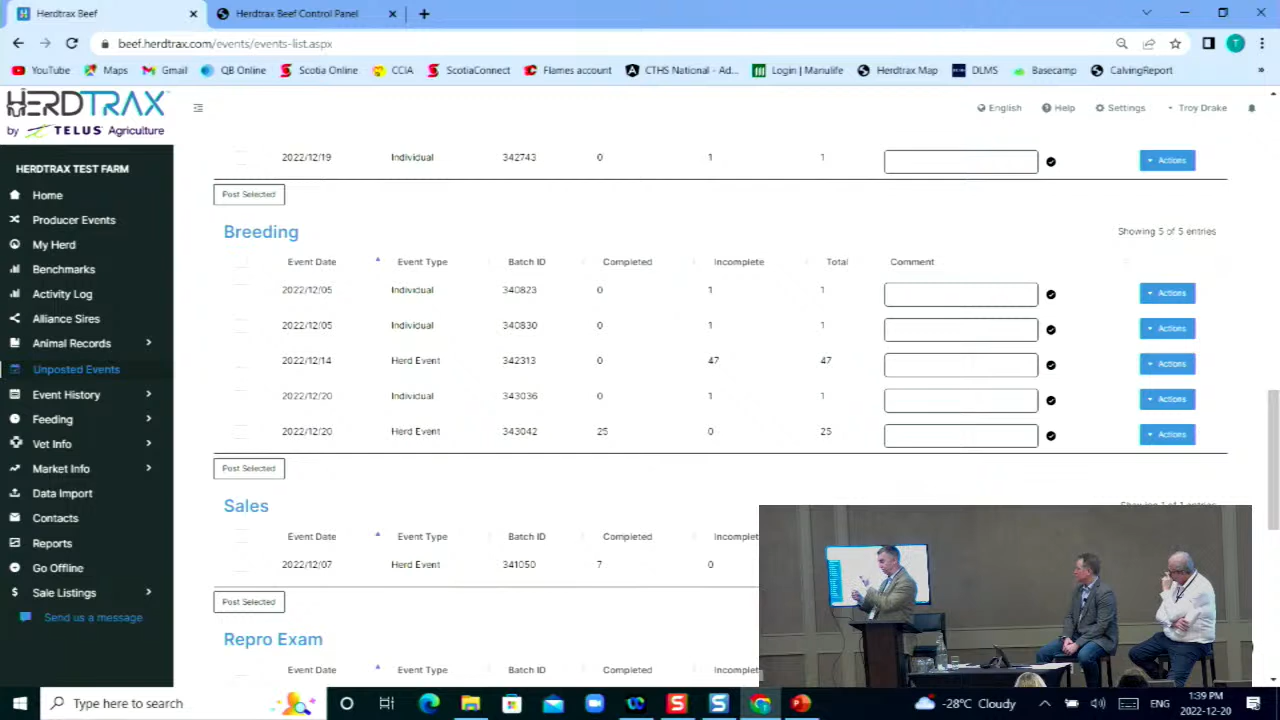 Herdtrax Beef
Herdtrax Beef Control Panel
beef.herdtrax.com/events/events-list.aspx
YouTube Maps Gmail QB Online Scotia Online CCIA ScotiaConnect Flames account CTHS National - Ad... Login | Manulife Herdtrax Map DLMS Basecamp CalvingReport
HERDTRAX
by TELUS Agriculture
English Help Settings Troy Drake
HERDTRAX TEST FARM
Home
Producer Events
My Herd
Benchmarks
Activity Log
Alliance Sires
Animal Records
Unposted Events
Event History
Feeding
Vet Info
Market Info
Data Import
Contacts
Reports
Go Offline
Sale Listings
Send us a message
2022/12/19 Individual 342743 0 1 1 Actions
Post Selected
Breeding
Showing 5 of 5 entries
Event Date Event Type Batch ID Completed Incomplete Total Comment
2022/12/05 Individual 340823 0 1 1 Actions
2022/12/05 Individual 340830 0 1 1 Actions
2022/12/14 Herd Event 342313 0 47 47 Actions
2022/12/20 Individual 343036 0 1 1 Actions
2022/12/20 Herd Event 343042 25 0 25 Actions
Post Selected
Sales
Showing 1 of 1 entries
Event Date Event Type Batch ID Completed Incomplet
2022/12/07 Herd Event 341050 7 0
Post Selected
Repro Exam
Event Date Event Type Batch ID Completed Incomplet
Type here to search
-28°C Cloudy
ENG
1:39 PM
2022-12-20